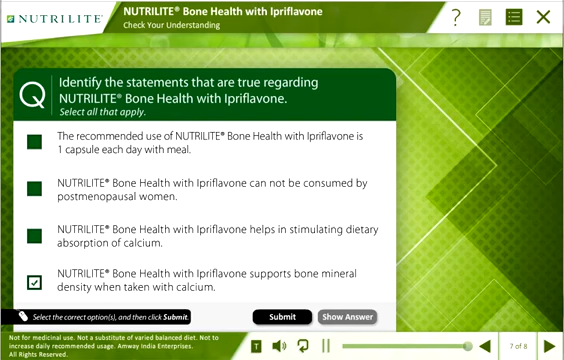 NUTRILITE® Bone Health with Ipriflavone
NUTRILITE®
Check Your Understanding
?
Q
Identify the statements that are true regarding
NUTRILITE® Bone Health with Ipriflavone.
Select all that apply.
The recommended use of NUTRILITE® Bone Health with Ipriflavone is
1 capsule each day with meal.
NUTRILITE® Bone Health with Ipriflavone can not be consumed by
postmenopausal women.
NUTRILITE® Bone Health with Ipriflavone helps in stimulating dietary
absorption of calcium.
NUTRILITE® Bone Health with Ipriflavone supports bone mineral
density when taken with calcium.
Select the correct option(s), and then click Submit.
Submit
Show Answer
Not for medicinal use. Not a substitute of varied balanced diet. Not to
increase daily recommended usage. Amway India Enterprises.
All Rights Reserved.
T
7 of 8